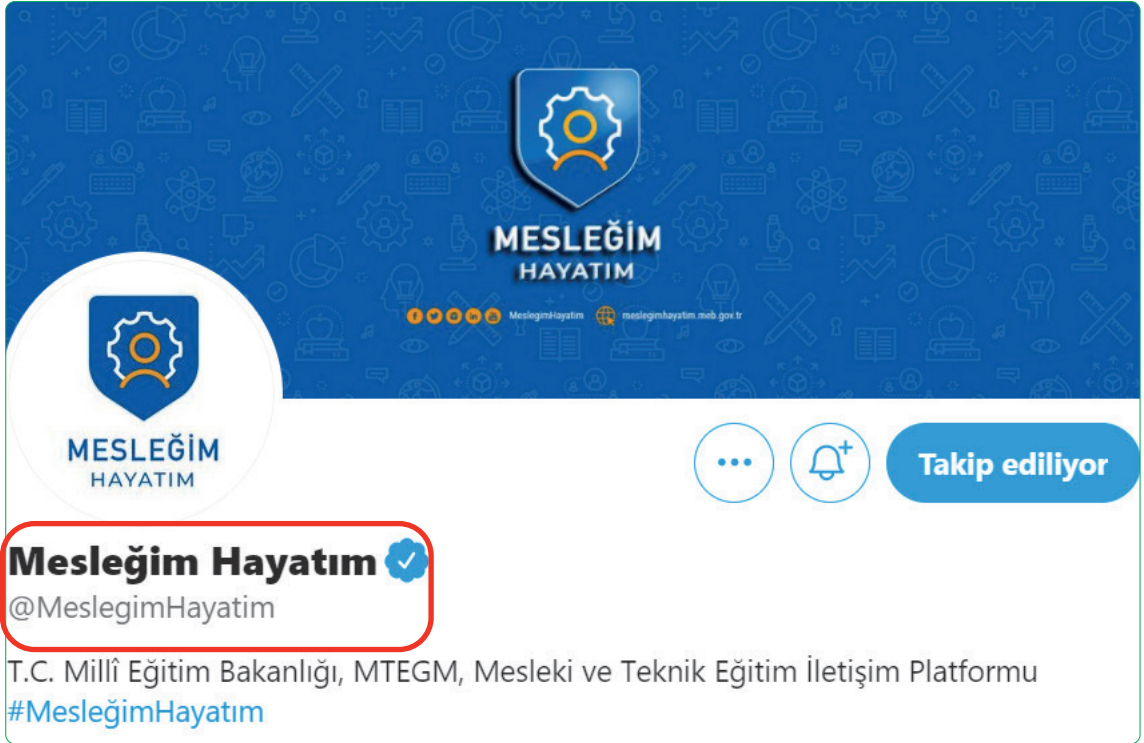 MESLEĞİM
HAYATIM
MeslegimHayatim meslegimhayatim.meb.gov.tr
MESLEĞİM
HAYATIM
Takip ediliyor
Mesleğim Hayatım
@MeslegimHayatim
T.C. Millî Eğitim Bakanlığı, MTEGM, Mesleki ve Teknik Eğitim İletişim Platformu
#MesleğimHayatım